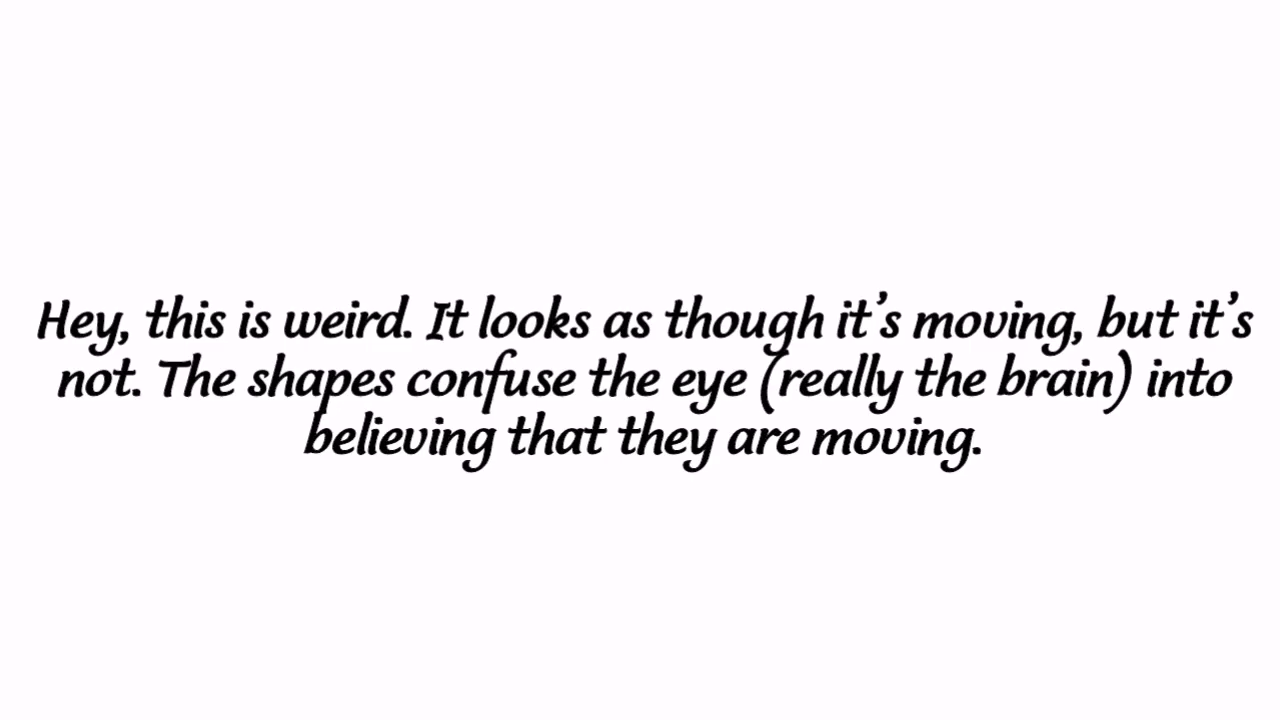 Hey, this is weird. It looks as though it’s moving, but it’s
not. The shapes confuse the eye (really the brain) into
believing that they are moving.